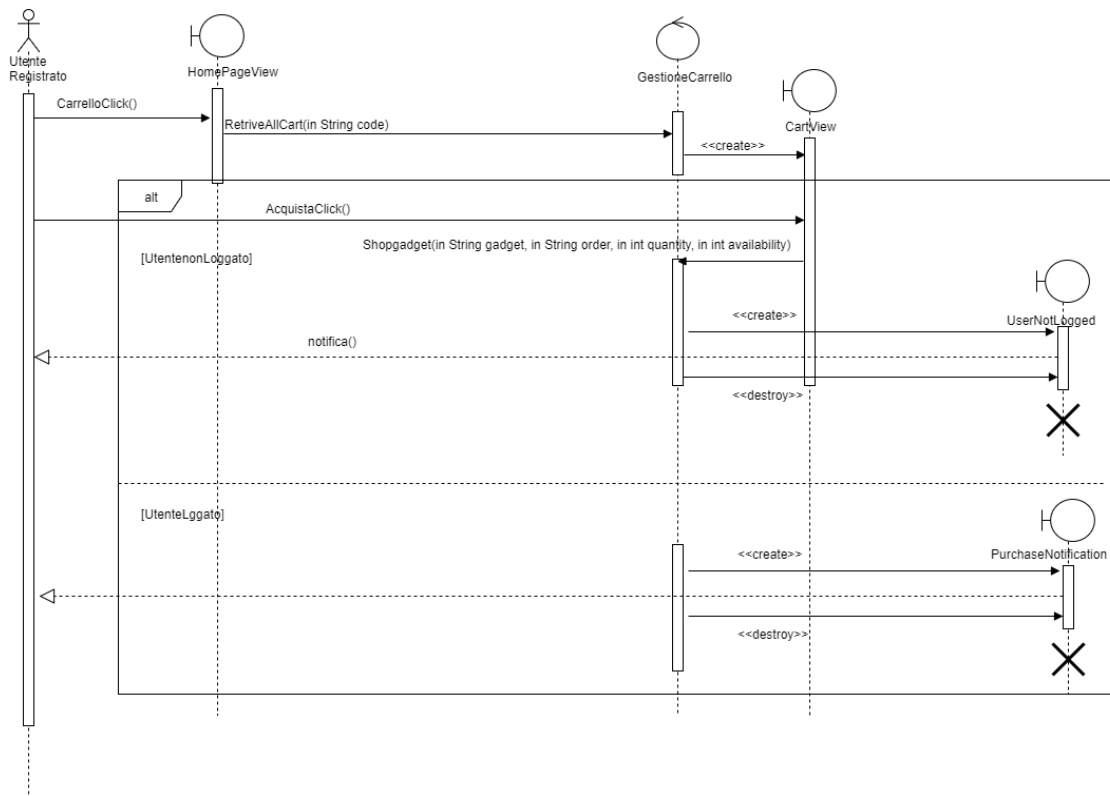 Utente
Registrato
HomePageView
GestioneCarrello
CartView
CarrelloClick()
RetriveAllCart(in String code)
<<create>>
alt
AcquistaClick()
Shopgadget(in String gadget, in String order, in int quantity, in int availability)
[UtentenonLoggato]
<<create>>
UserNotLogged
notifica()
<<destroy>>
[UtenteLggato]
<<create>>
PurchaseNotification
<<destroy>>